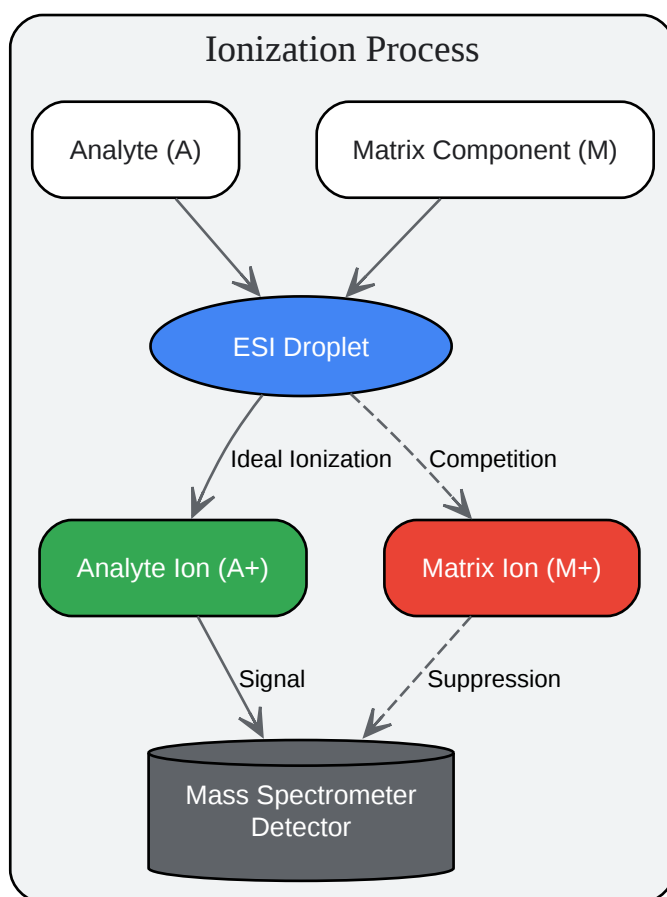 Ionization Process
Analyte (A)
Matrix Component (M)
ESI Droplet
Ideal Ionization
Competition
Analyte Ion (A+)
Matrix Ion (M+)
Signal
Suppression
Mass Spectrometer
Detector